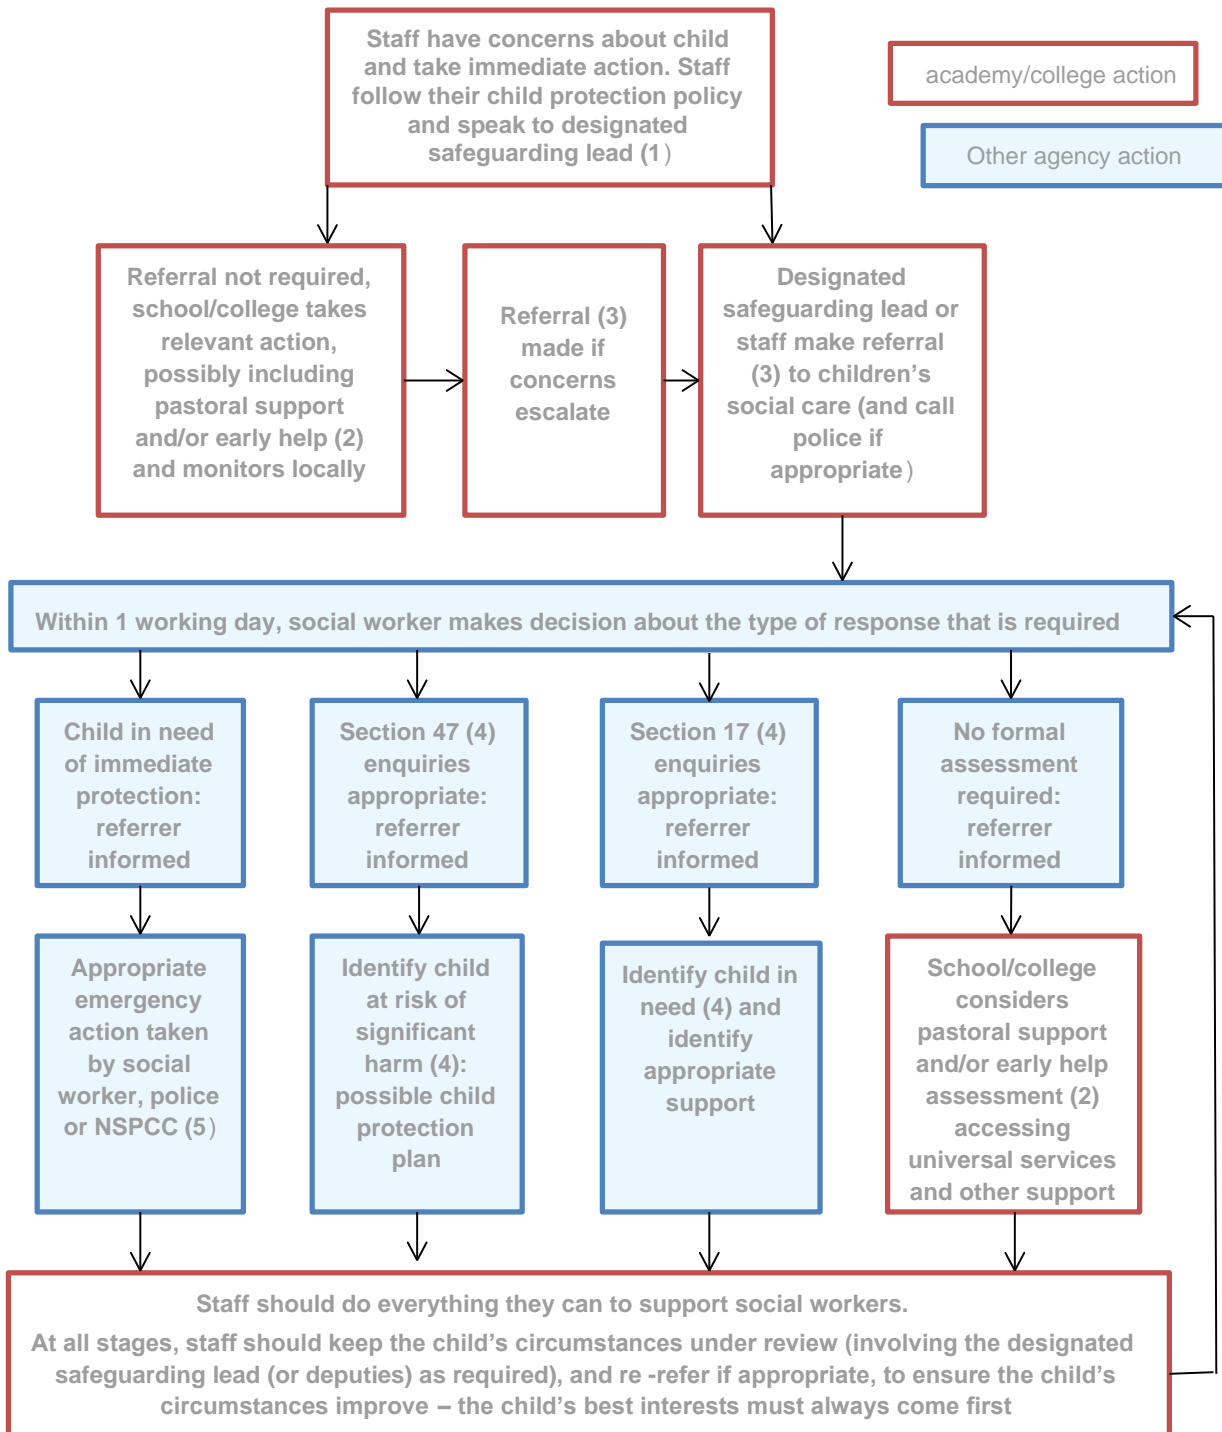 Staff have concerns about child
and take immediate action. Staff
follow their child protection policy
and speak to designated
safeguarding lead (1)
academy/college action
Other agency action
Referral not required,
school/college takes
relevant action,
possibly including
pastoral support
and/or early help (2)
and monitors locally
Referral (3)
made if
concerns
escalate
Designated
safeguarding lead or
staff make referral
(3) to children’s
social care (and call
police if
appropriate)
Within 1 working day, social worker makes decision about the type of response that is required
Child in need
of immediate
protection:
referrer
informed
Section 47 (4)
enquiries
appropriate:
referrer
informed
Section 17 (4)
enquiries
appropriate:
referrer
informed
No formal
assessment
required:
referrer
informed
Appropriate
emergency
action taken
by social
worker, police
or NSPCC (5)
Identify child
at risk of
significant
harm (4):
possible child
protection
plan
Identify child in
need (4) and
identify
appropriate
support
School/college
considers
pastoral support
and/or early help
assessment (2)
accessing
universal services
and other support
Staff should do everything they can to support social workers.
At all stages, staff should keep the child’s circumstances under review (involving the designated
safeguarding lead (or deputies) as required), and re -refer if appropriate, to ensure the child’s
circumstances improve – the child’s best interests must always come first